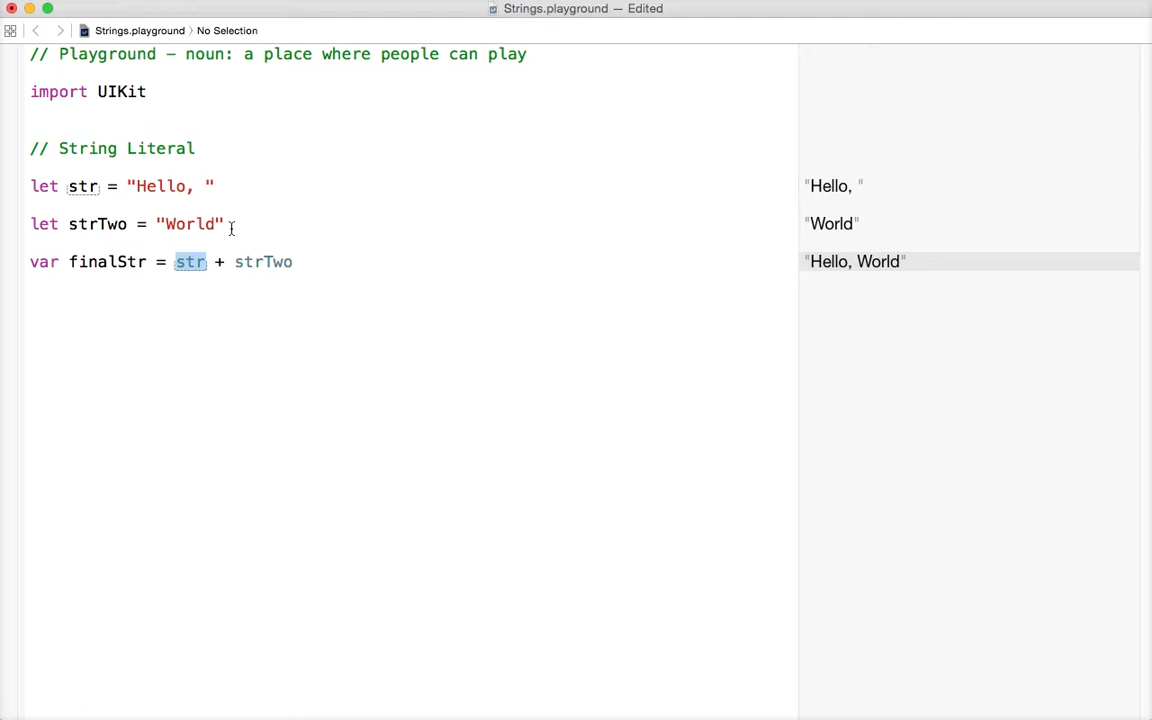 Strings.playground — Edited
Strings.playground › No Selection
// Playground – noun: a place where people can play
import UIKit
// String Literal
let str = "Hello, "
"Hello, "
let strTwo = "World"
"World"
var finalStr = str + strTwo
"Hello, World"